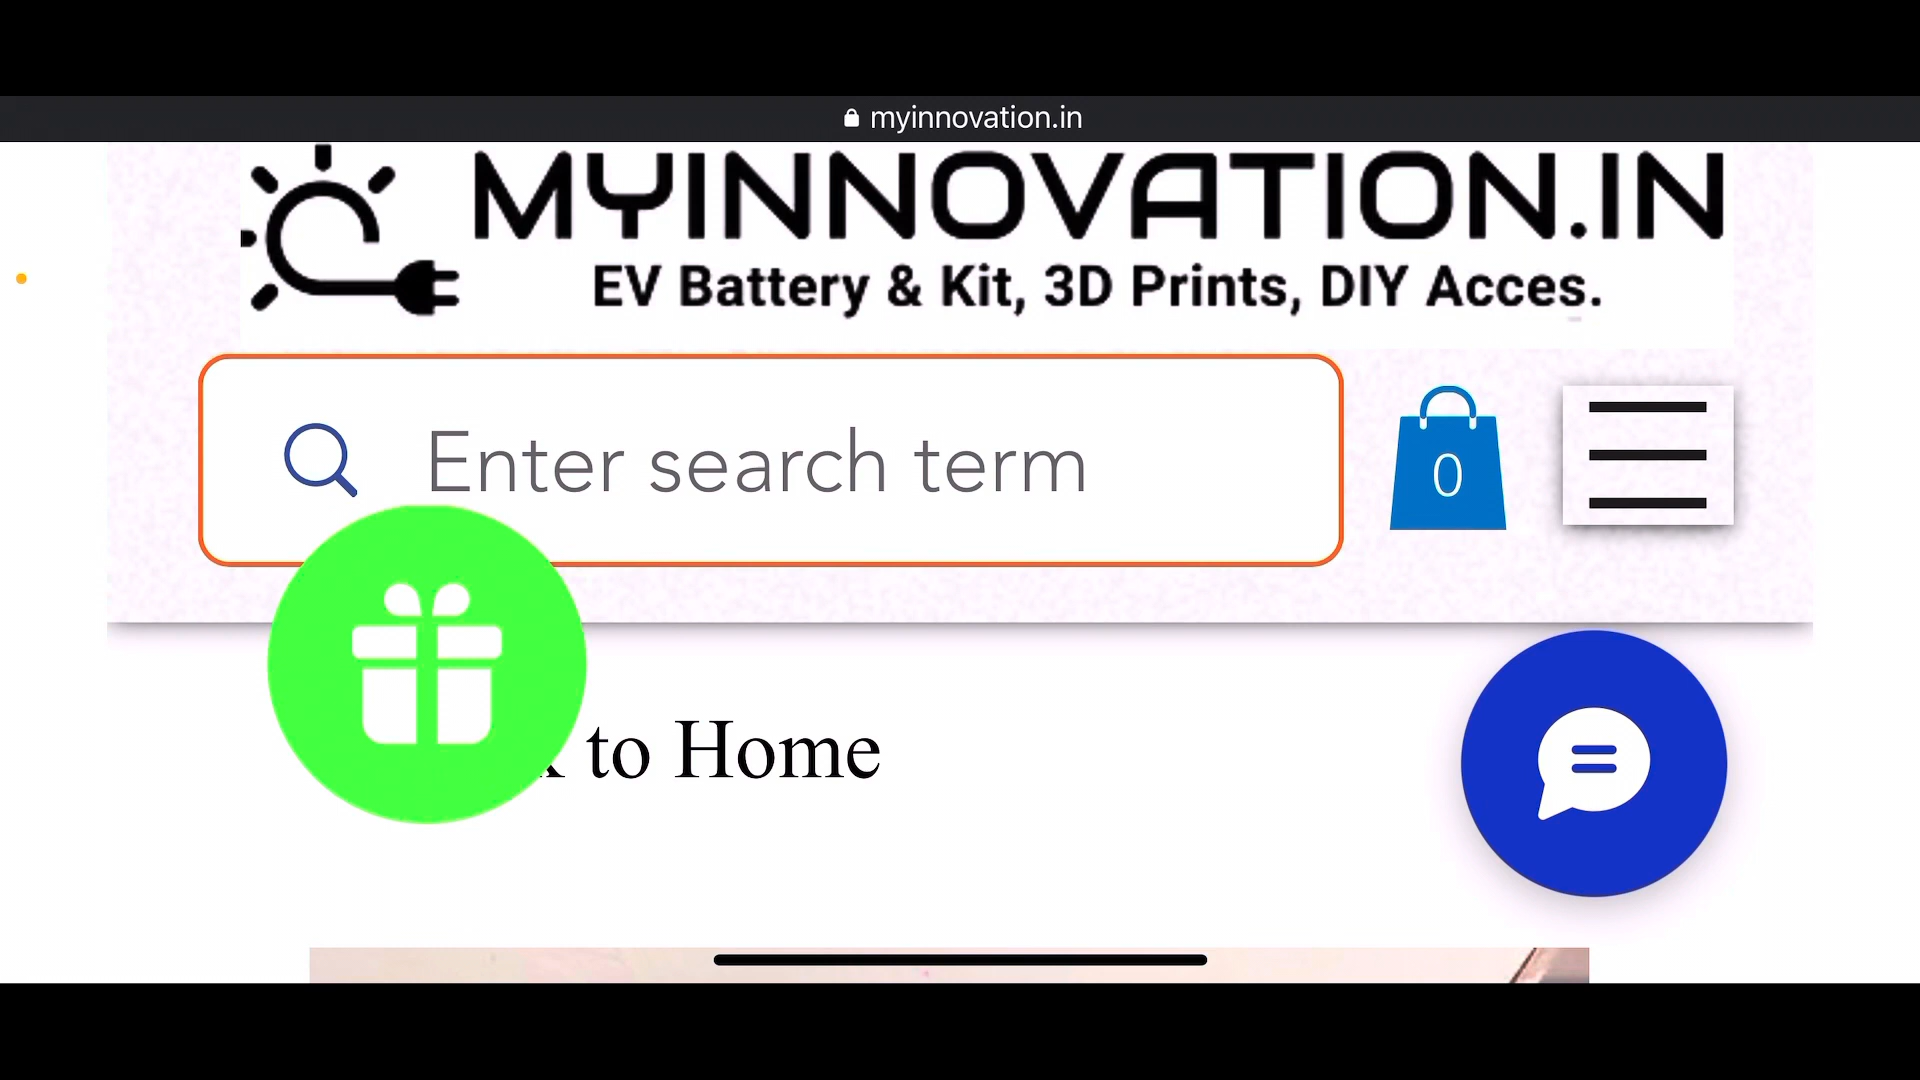 myinnovation.in
MYINNOVATION.IN
EV Battery & Kit, 3D Prints, DIY Acces.
Enter search term
0
to Home